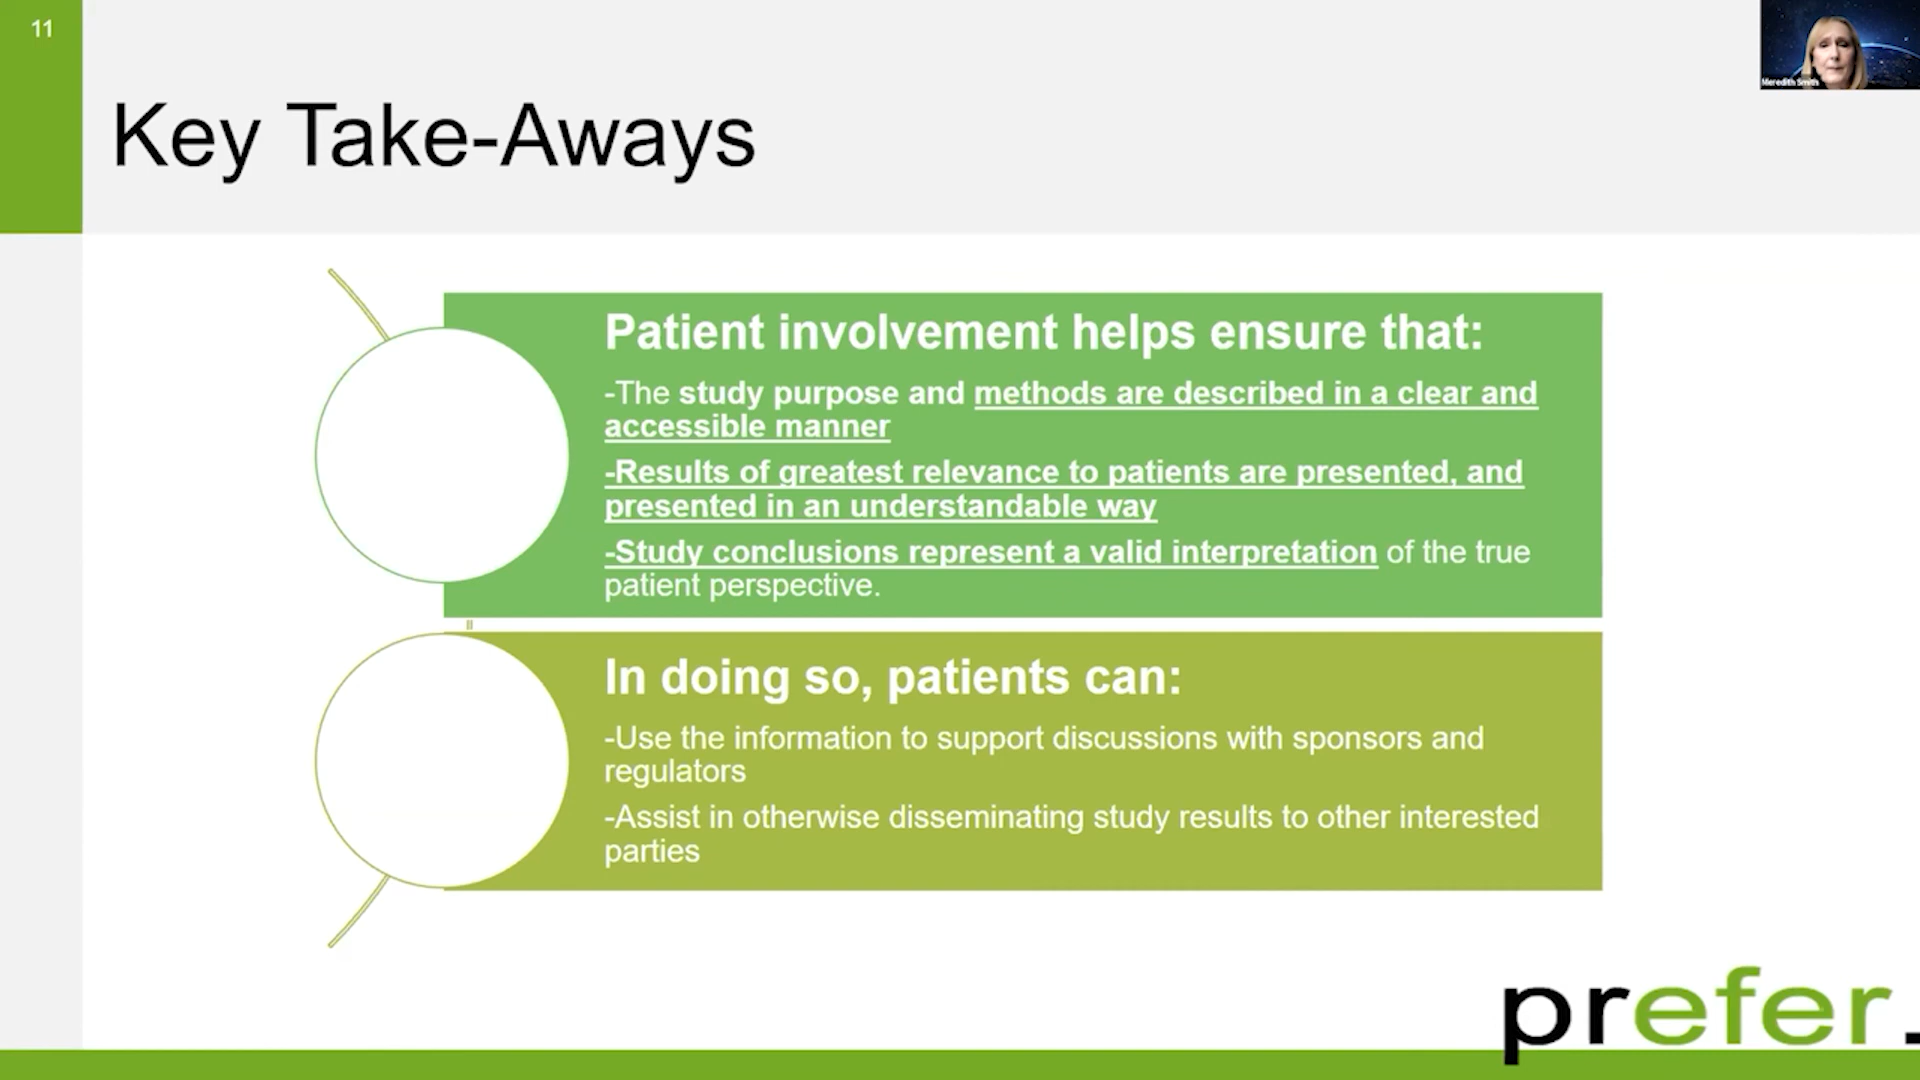 11
Meredith Smith
Key Take-Aways
Patient involvement helps ensure that:
-The study purpose and methods are described in a clear and
accessible manner
-Results of greatest relevance to patients are presented, and
presented in an understandable way
-Study conclusions represent a valid interpretation of the true
patient perspective.
In doing so, patients can:
-Use the information to support discussions with sponsors and
regulators
-Assist in otherwise disseminating study results to other interested
parties
prefer.